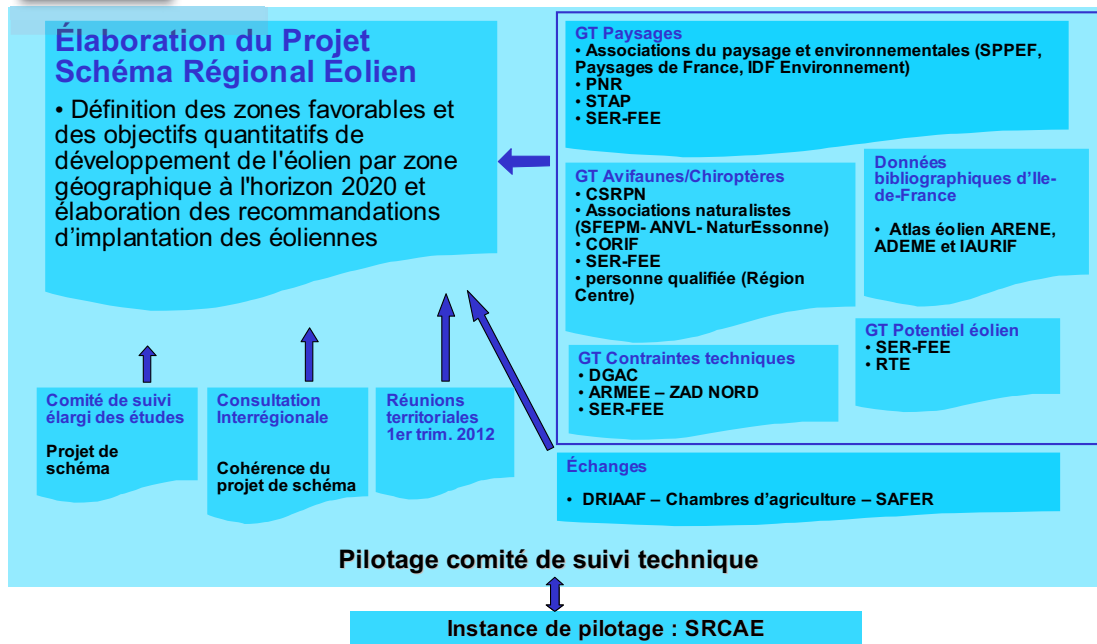 Élaboration du Projet
Schéma Régional Éolien
• Définition des zones favorables et
des objectifs quantitatifs de
développement de l'éolien par zone
géographique à l'horizon 2020 et
élaboration des recommandations
d'implantation des éoliennes
GT Paysages
• Associations du paysage et environnementales (SPPEF,
Paysages de France, IDF Environnement)
• PNR
• STAP
• SER-FEE
GT Avifaunes/Chiroptères
• CSRPN
• Associations naturalistes
(SFEPM- ANVL- NaturEssonne)
• CORIF
• SER-FEE
• personne qualifiée (Région
Centre)
Données
bibliographiques d'Ile-
de-France
• Atlas éolien ARENE,
ADEME et IAURIF
GT Potentiel éolien
• SER-FEE
• RTE
GT Contraintes techniques
• DGAC
• ARMEE – ZAD NORD
• SER-FEE
Comité de suivi
élargi des études
Projet de
schéma
Consultation
Interrégionale
Cohérence du
projet de schéma
Réunions
territoriales
1er trim. 2012
Échanges
• DRIAAF – Chambres d'agriculture – SAFER
Pilotage comité de suivi technique
Instance de pilotage : SRCAE